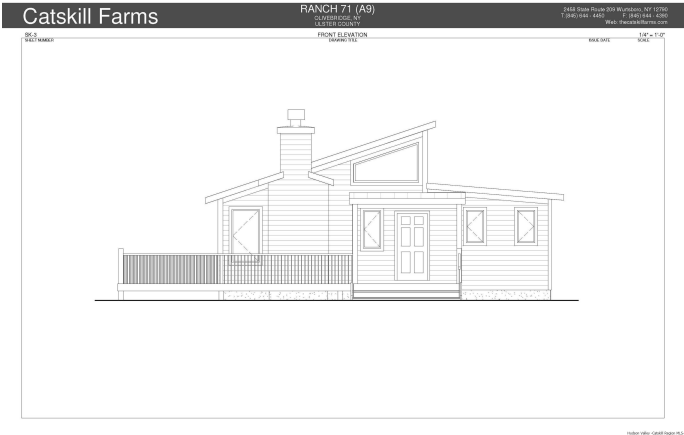 Catskill Farms
RANCH 71 (A9)
OLIVEBRIDGE, NY
ULSTER COUNTY
2458 State Route 209 Wurtsboro, NY 12790
T:(845) 644 - 4450 F: (845) 644 - 4390
Web: thecatskillfarms.com
SK-3 FRONT ELEVATION 1/4" = 1'-0"
SHEET NUMBER DRAWING TITLE ISSUE DATE SCALE
Hudson Valley Catskill Region MLS